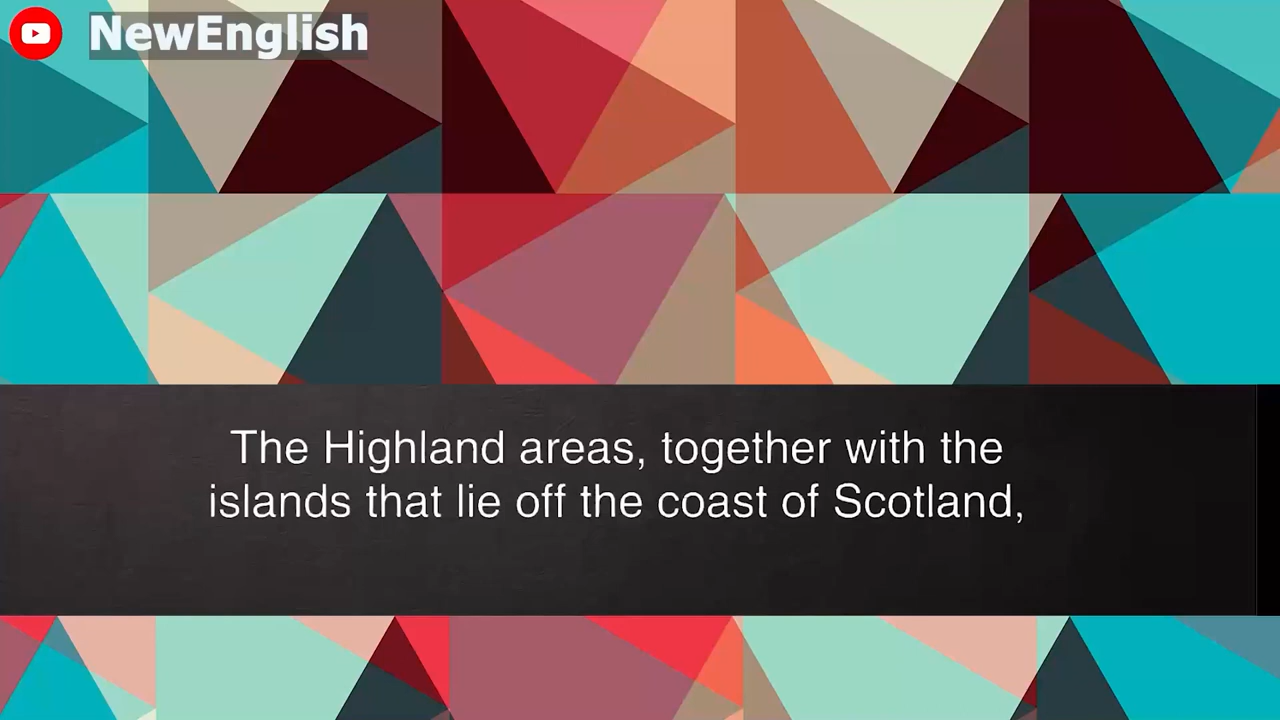 NewEnglish
The Highland areas, together with the
islands that lie off the coast of Scotland,